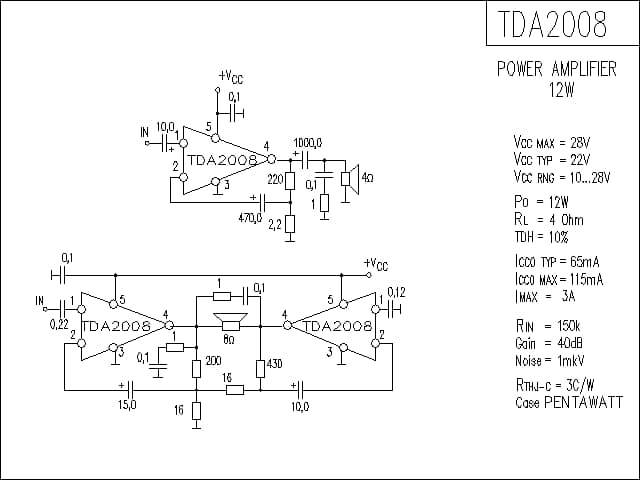 TDA2008
POWER AMPLIFIER
12W
+VCC
0,1
IN
10,0
1
5
4
1000,0
+
+
TDA2008
2
3
220
0,1
4Ω
+
470,0
2,2
1
VCC MAX = 28V
VCC TYP = 22V
VCC RNG = 10...28V
PO = 12W
RL = 4 Ohm
TDH = 10%
ICCO TYP = 65mA
ICCO MAX = 115mA
IMAX = 3A
RIN = 150k
Gain = 40dB
Noise = 1mkV
RTHJ-C = 3C/W
Case PENTAWATT
0,1
+VCC
IN
1
5
1
0,1
5
1
0,12
0,22
TDA2008
4
8Ω
4
TDA2008
2
3
1
3
2
0,1
200
430
+
15,0
16
+
10,0
16